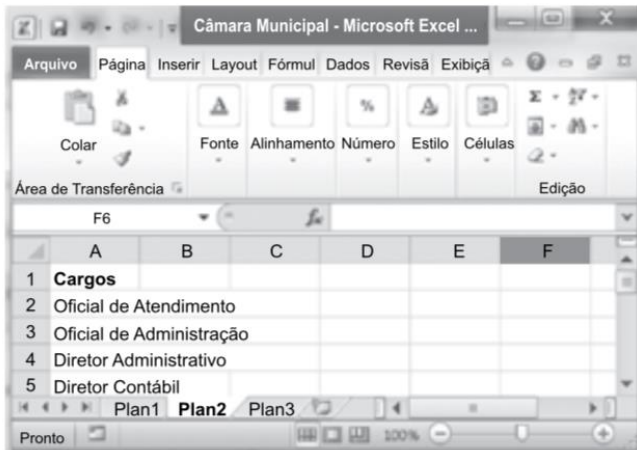 Câmara Municipal - Microsoft Excel ...
Arquivo Página Inserir Layout Fórmul Dados Revisã Exibiçã
Colar Fonte Alinhamento Número Estilo Células
Área de Transferência Edição
F6 fx
A B C D E F
1 Cargos
2 Oficial de Atendimento
3 Oficial de Administração
4 Diretor Administrativo
5 Diretor Contábil
Plan1 Plan2 Plan3
Pronto 100%